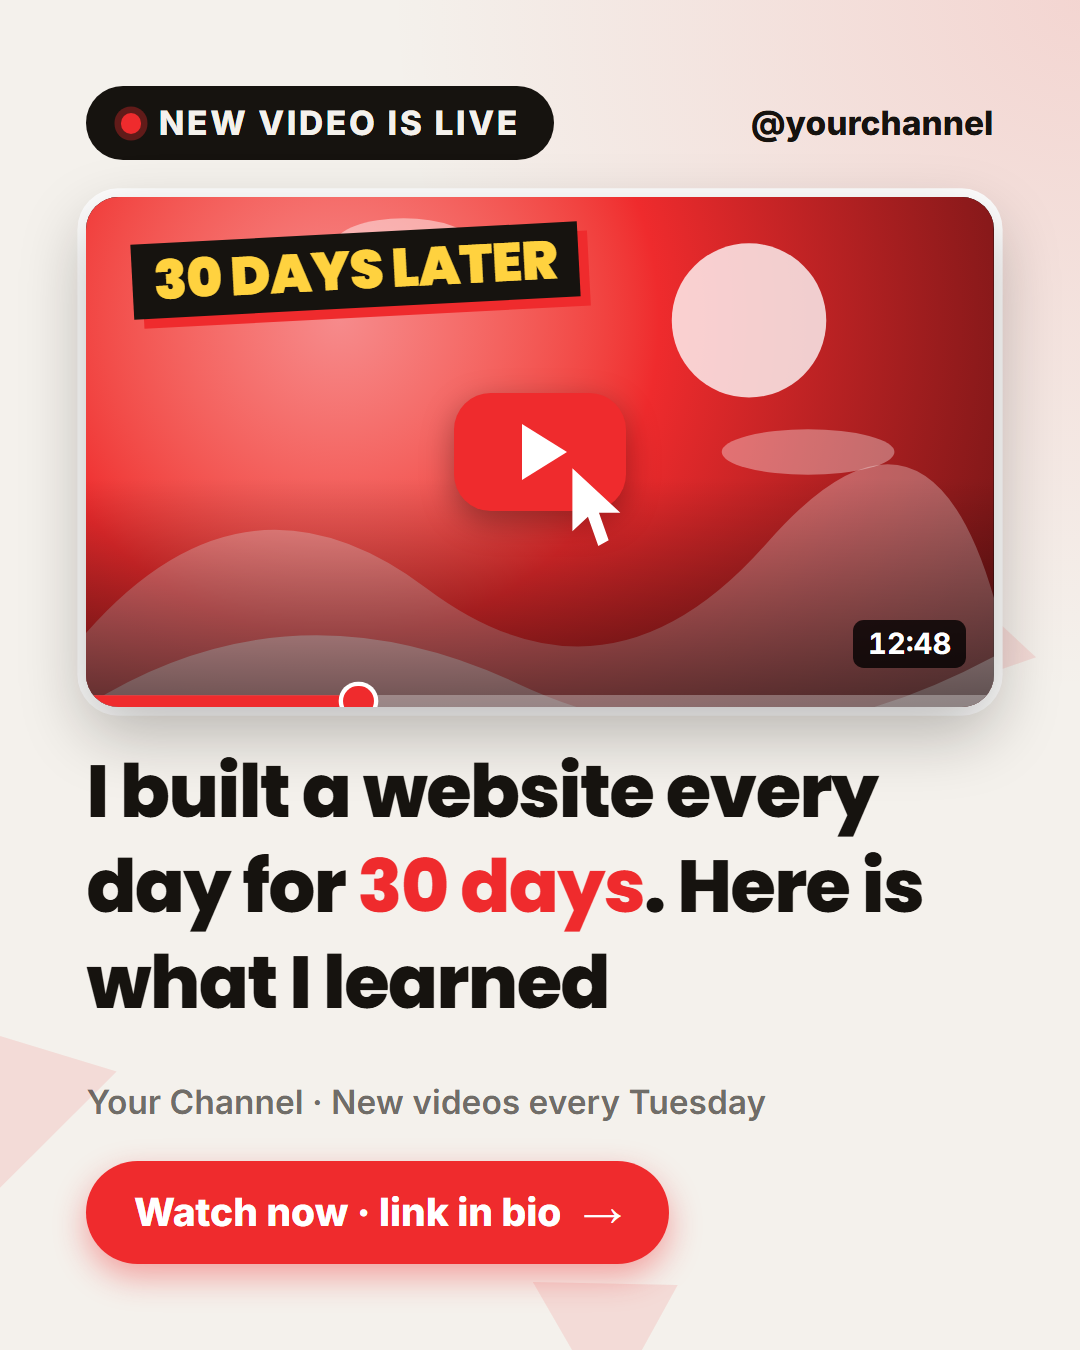 NEW VIDEO IS LIVE
@yourchannel
30 DAYS LATER
12:48
I built a website every
day for 30 days. Here is
what I learned
Your Channel · New videos every Tuesday
Watch now · link in bio →